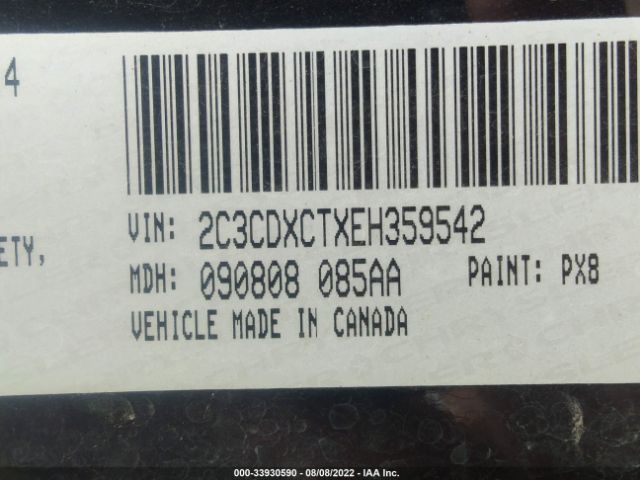 4
VIN: 2C3CDXCTXEH359542
ETY,
MDH: 090808 085AA PAINT: PX8
VEHICLE MADE IN CANADA
000-33930590 - 08/08/2022 - IAA Inc.